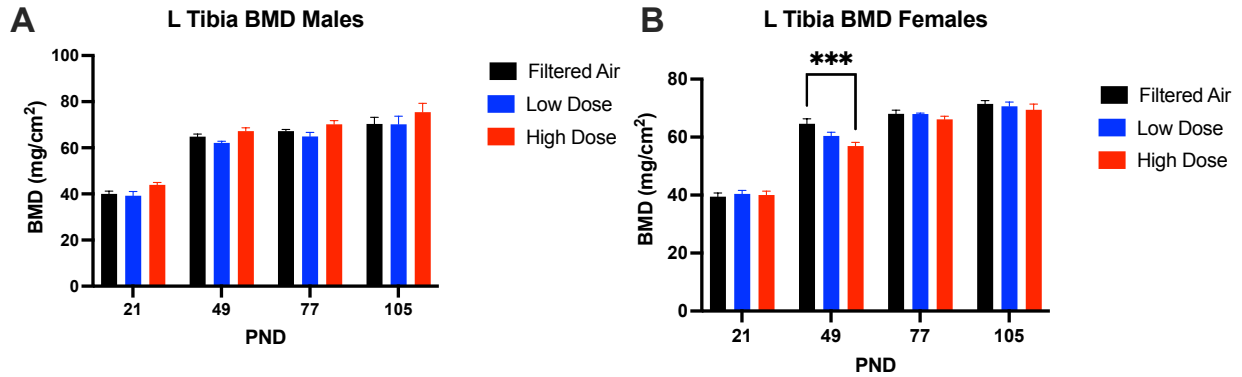 A
L Tibia BMD Males
100
80
60
40
20
0
BMD (mg/cm²)
21 49 77 105
PND
Filtered Air
Low Dose
High Dose
B
L Tibia BMD Females
***
80
60
40
20
0
BMD (mg/cm²)
21 49 77 105
PND
Filtered Air
Low Dose
High Dose